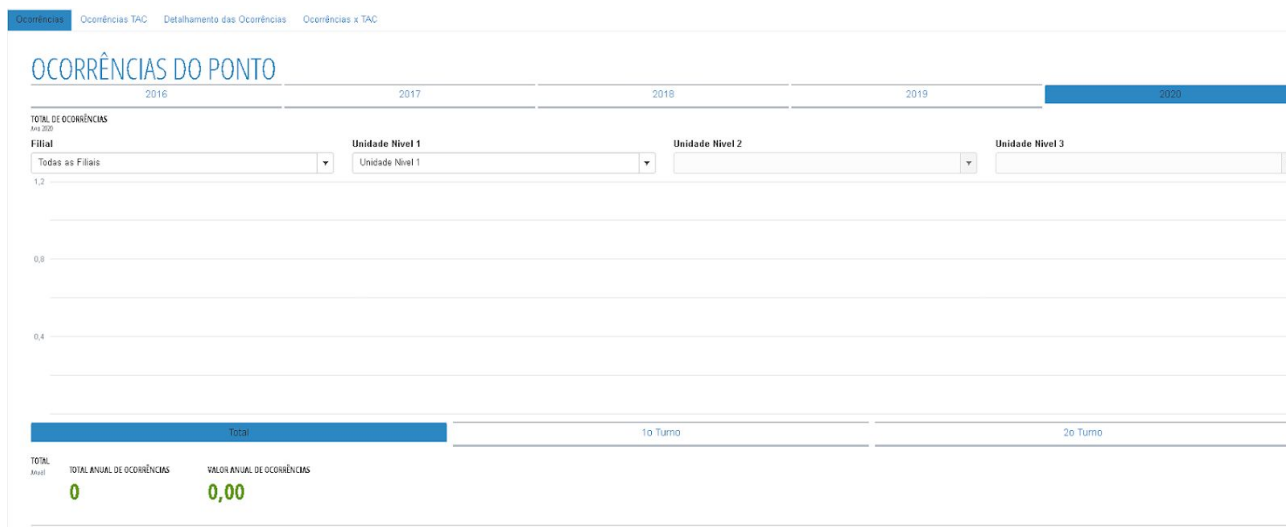 Ocorrências Ocorrências TAC Detalhamento das Ocorrências Ocorrências x TAC
OCORRÊNCIAS DO PONTO
2016 2017 2018 2019 2020
TOTAL DE OCORRÊNCIAS
Ano 2020
Filial Unidade Nivel 1 Unidade Nivel 2 Unidade Nivel 3
Todas as Filiais Unidade Nivel 1
1,2
0,8
0,4
Total 1o Turno 2o Turno
TOTAL
Anual
TOTAL ANUAL DE OCORRÊNCIAS VALOR ANUAL DE OCORRÊNCIAS
0 0,00